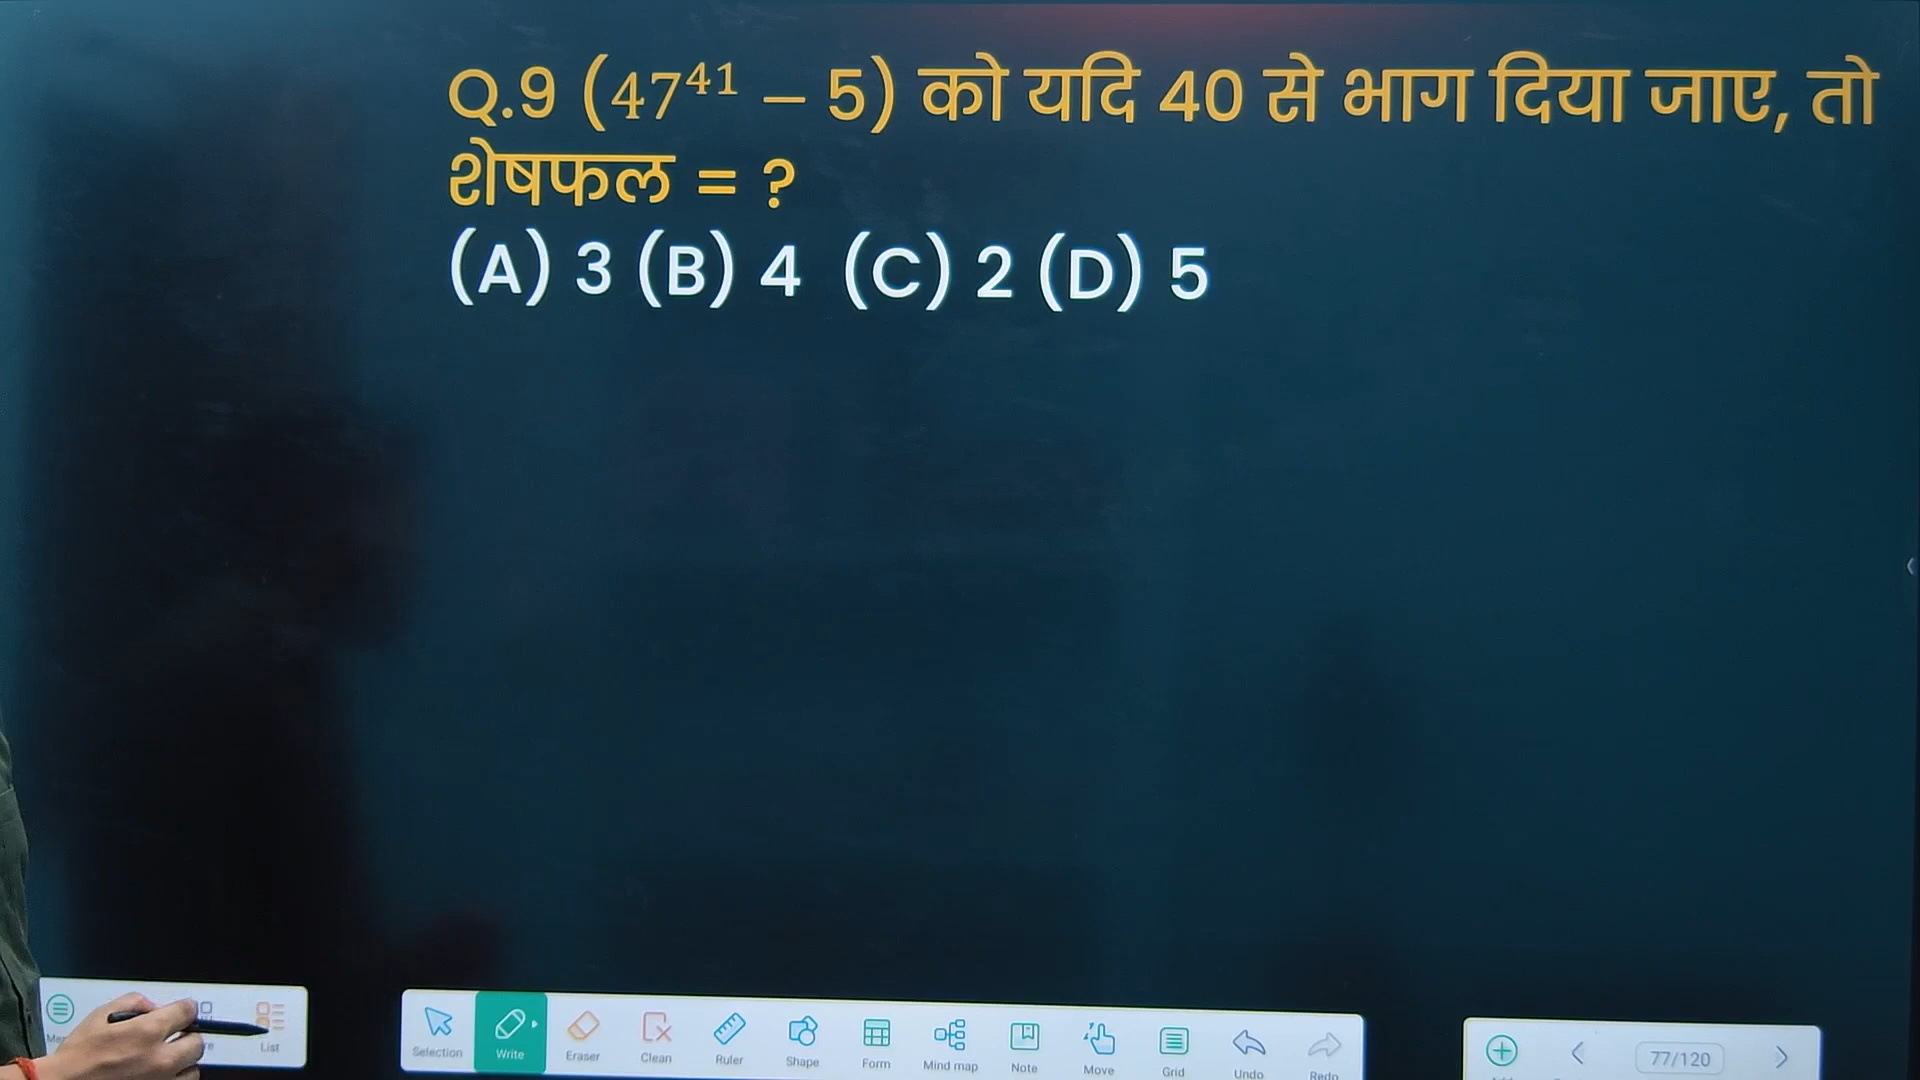 Q.9 (47⁴¹ – 5) को यदि 40 से भाग दिया जाए, तो
शेषफल = ?
(A) 3 (B) 4 (C) 2 (D) 5
List
Selection
Write
Eraser
Clean
Ruler
Shape
Form
Mind map
Note
Move
Grid
Undo
Redo
77/120